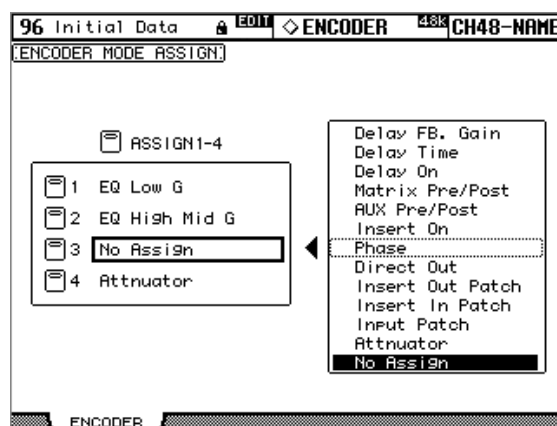 96 Initial Data EDIT ◇ENCODER 48k CH48-NAME
ENCODER MODE ASSIGN
ASSIGN1-4
1 EQ Low G
2 EQ High Mid G
3 No Assign
4 Attnuator
Delay FB. Gain
Delay Time
Delay On
Matrix Pre/Post
AUX Pre/Post
Insert On
Phase
Direct Out
Insert Out Patch
Insert In Patch
Input Patch
Attnuator
No Assign
ENCODER